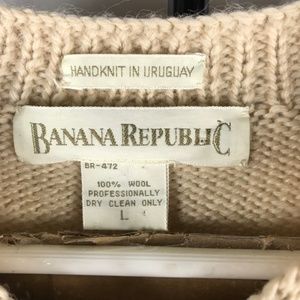 HANDKNIT IN URUGUAY
BANANA REPUBLIC
BR-472
100% WOOL
PROFESSIONALLY
DRY CLEAN ONLY
L